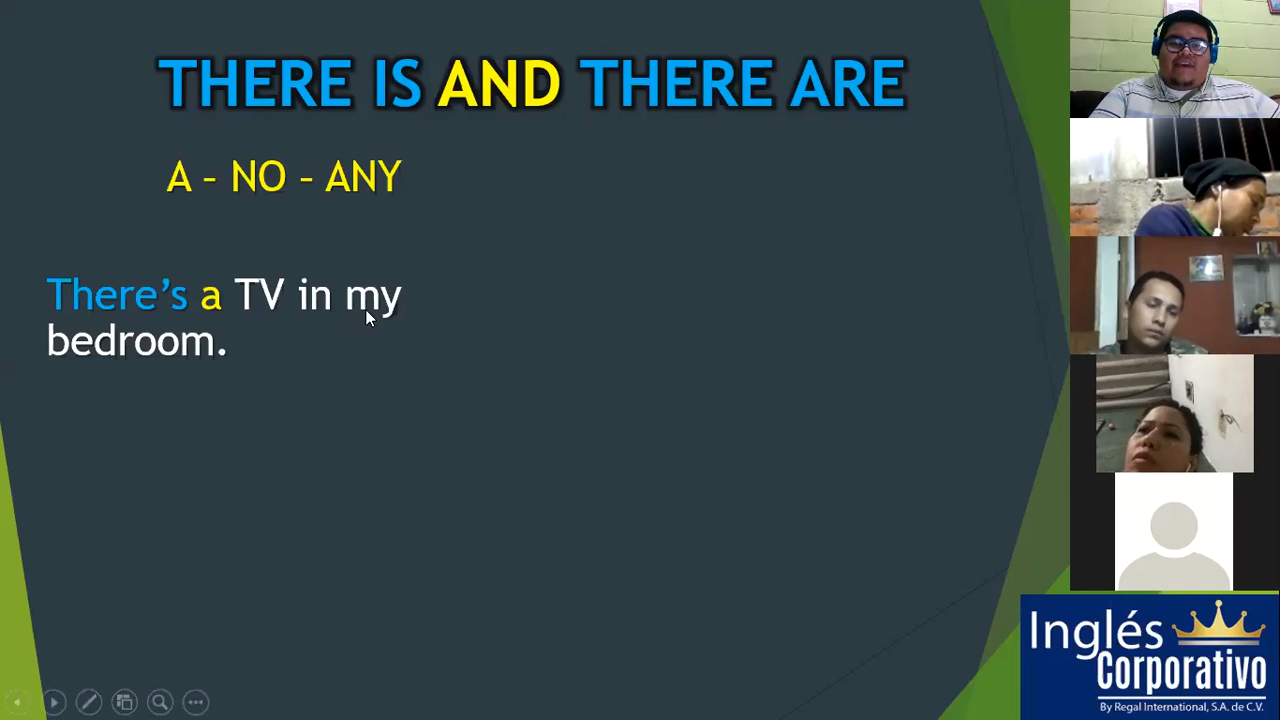 THERE IS AND THERE ARE
A – NO – ANY
There's a TV in my
bedroom.
Inglés
Corporativo
By Regal International, S.A. de C.V.